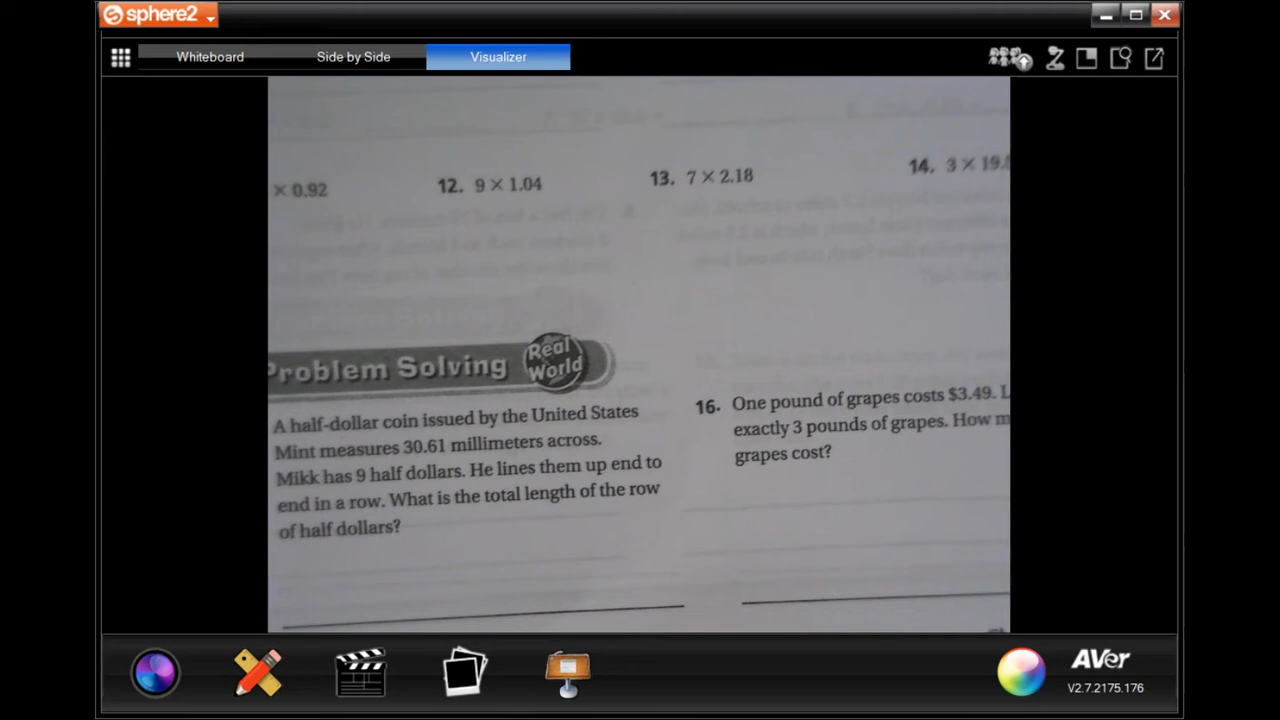 sphere2
Whiteboard
Side by Side
Visualizer
× 0.92
12. 9 × 1.04
13. 7 × 2.18
14. 3 × 19.
Problem Solving
Real
World
A half-dollar coin issued by the United States
Mint measures 30.61 millimeters across.
Mikk has 9 half dollars. He lines them up end to
end in a row. What is the total length of the row
of half dollars?
16. One pound of grapes costs $3.49. L
exactly 3 pounds of grapes. How m
grapes cost?
AVer
V2.7.2175.176